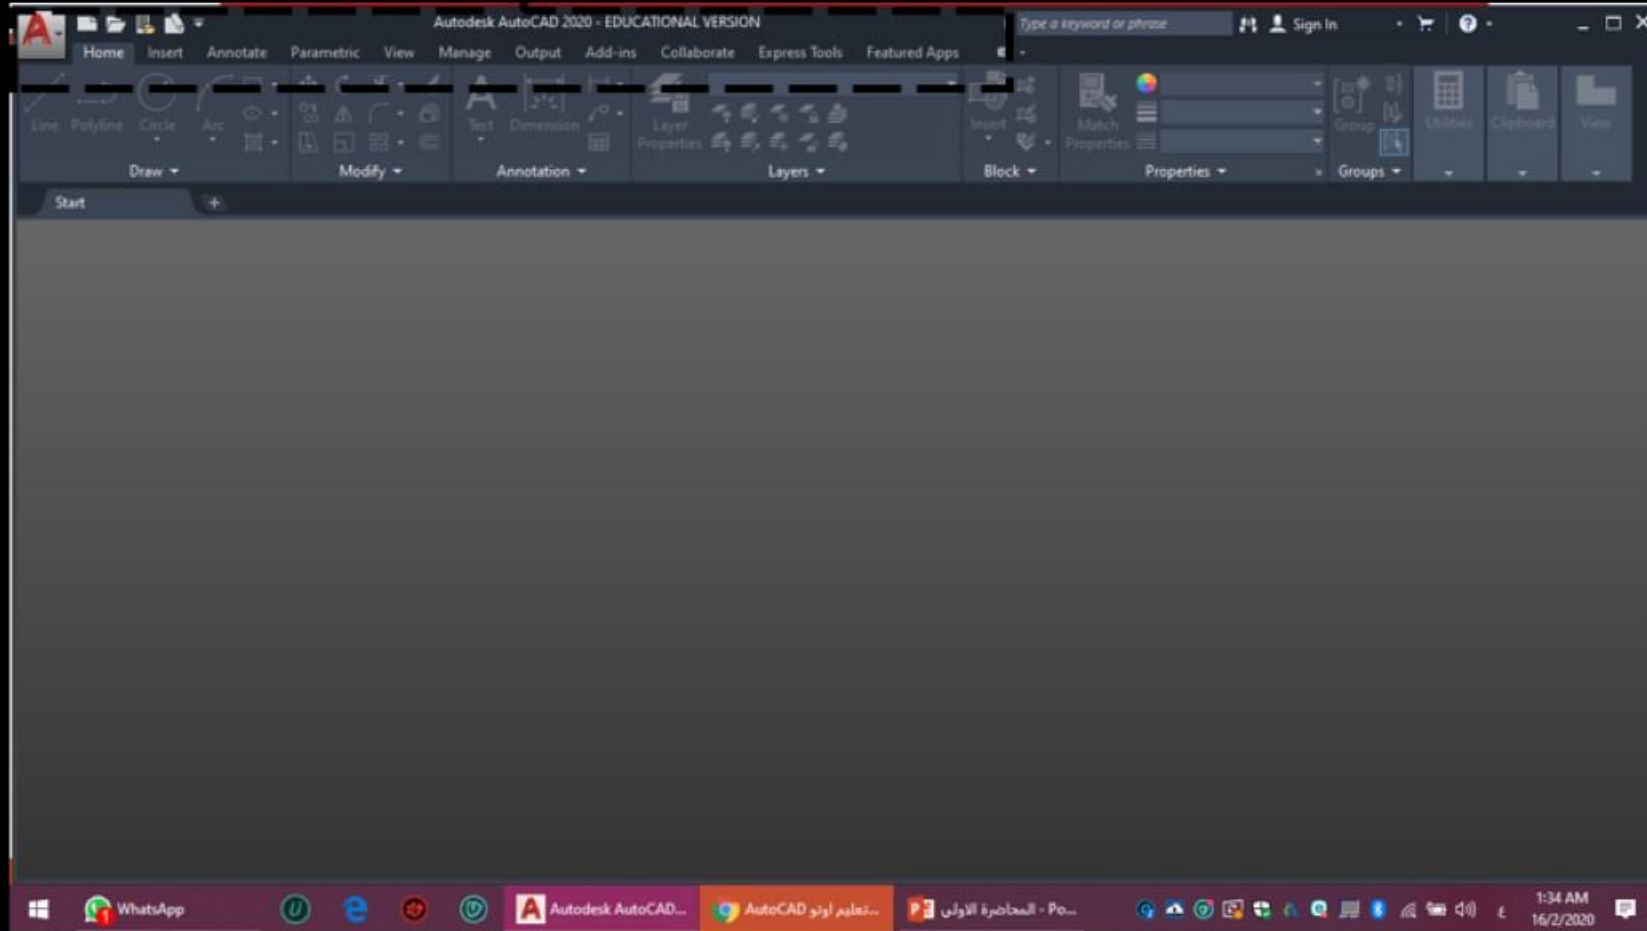 Autodesk AutoCAD 2020 - EDUCATIONAL VERSION
Type a keyword or phrase
Sign In
Home Insert Annotate Parametric View Manage Output Add-ins Collaborate Express Tools Featured Apps
Line Polyline Circle Arc Text Dimension Layer Properties Insert Match Properties Group Utilities Clipboard View
Draw Modify Annotation Layers Block Properties Groups
Start
WhatsApp
Autodesk AutoCAD...
AutoCAD تعليم اوتو...
المحاضرة الاولى - Po...
ع
1:34 AM
16/2/2020